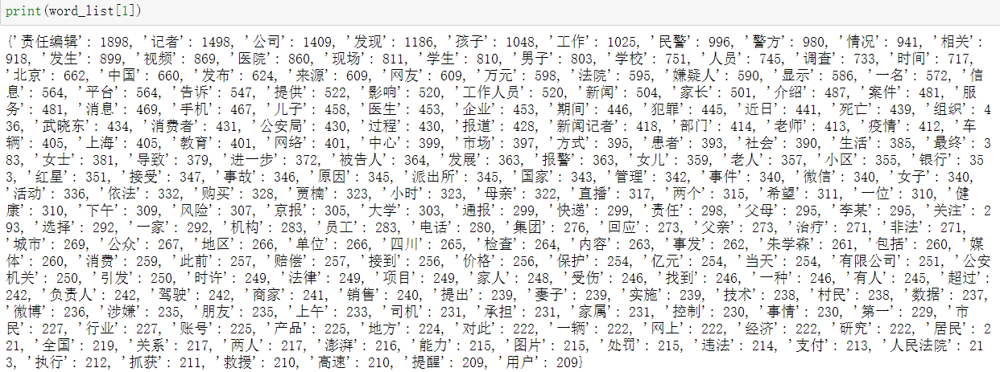 print(word_list[1])
{'责任编辑': 1898, '记者': 1498, '公司': 1409, '发现': 1186, '孩子': 1048, '工作': 1025, '民警': 996, '警方': 980, '情况': 941, '相关':
918, '发生': 899, '视频': 869, '医院': 860, '现场': 811, '学生': 810, '男子': 803, '学校': 751, '人员': 745, '调查': 733, '时间': 717,
'北京': 662, '中国': 660, '发布': 624, '来源': 609, '网友': 609, '万元': 598, '法院': 595, '嫌疑人': 590, '显示': 586, '一名': 572, '信
息': 564, '平台': 564, '告诉': 547, '提供': 522, '影响': 520, '工作人员': 520, '新闻': 504, '家长': 501, '介绍': 487, '案件': 481, '服
务': 481, '消息': 469, '手机': 467, '儿子': 458, '医生': 453, '企业': 453, '期间': 446, '犯罪': 445, '近日': 441, '死亡': 439, '组织': 4
36, '武晓东': 434, '消费者': 431, '公安局': 430, '过程': 430, '报道': 428, '新闻记者': 418, '部门': 414, '老师': 413, '疫情': 412, '车
辆': 405, '上海': 405, '教育': 401, '网络': 401, '中心': 399, '市场': 397, '方式': 395, '患者': 393, '社会': 390, '生活': 385, '最终': 3
83, '女士': 381, '导致': 379, '进一步': 372, '被告人': 364, '发展': 363, '报警': 363, '女儿': 359, '老人': 357, '小区': 355, '银行': 35
3, '红星': 351, '接受': 347, '事故': 346, '原因': 345, '派出所': 345, '国家': 343, '管理': 342, '事件': 340, '微信': 340, '女子': 340,
'活动': 336, '依法': 332, '购买': 328, '贾楠': 323, '小时': 323, '母亲': 322, '直播': 317, '两个': 315, '希望': 311, '一位': 310, '健
康': 310, '下午': 309, '风险': 307, '京报': 305, '大学': 303, '通报': 299, '快递': 299, '责任': 298, '父母': 295, '李某': 295, '关注': 2
93, '选择': 292, '一家': 292, '机构': 283, '员工': 283, '电话': 280, '集团': 276, '回应': 273, '父亲': 273, '治疗': 271, '非法': 271,
'城市': 269, '公众': 267, '地区': 266, '单位': 266, '四川': 265, '检查': 264, '内容': 263, '事发': 262, '朱学森': 261, '包括': 260, '媒
体': 260, '消费': 259, '此前': 257, '赔偿': 257, '接到': 256, '价格': 256, '保护': 254, '亿元': 254, '当天': 254, '有限公司': 251, '公安
机关': 250, '引发': 250, '时许': 249, '法律': 249, '项目': 249, '家人': 248, '受伤': 246, '找到': 246, '一种': 246, '有人': 245, '超过':
242, '负责人': 242, '驾驶': 242, '商家': 241, '销售': 240, '提出': 239, '妻子': 239, '实施': 239, '技术': 238, '村民': 238, '数据': 237,
'微博': 236, '涉嫌': 235, '朋友': 235, '上午': 233, '司机': 231, '承担': 231, '家属': 231, '控制': 230, '事情': 230, '第一': 229, '市
民': 227, '行业': 227, '账号': 225, '产品': 225, '地方': 224, '对此': 222, '一辆': 222, '网上': 222, '经济': 222, '研究': 222, '居民': 2
21, '全国': 219, '关系': 217, '两人': 217, '澎湃': 216, '能力': 215, '图片': 215, '处罚': 215, '违法': 214, '支付': 213, '人民法院': 21
3, '执行': 212, '抓获': 211, '救援': 210, '高速': 210, '提醒': 209, '用户': 209}